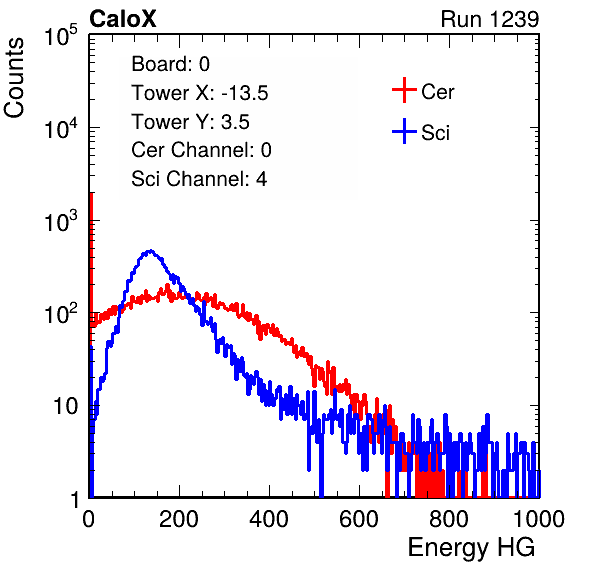 CaloX Run 1239
Counts
Board: 0
Tower X: -13.5
Tower Y: 3.5
Cer Channel: 0
Sci Channel: 4
Cer
Sci
10^5
10^4
10^3
10^2
10
1
0 200 400 600 800 1000
Energy HG